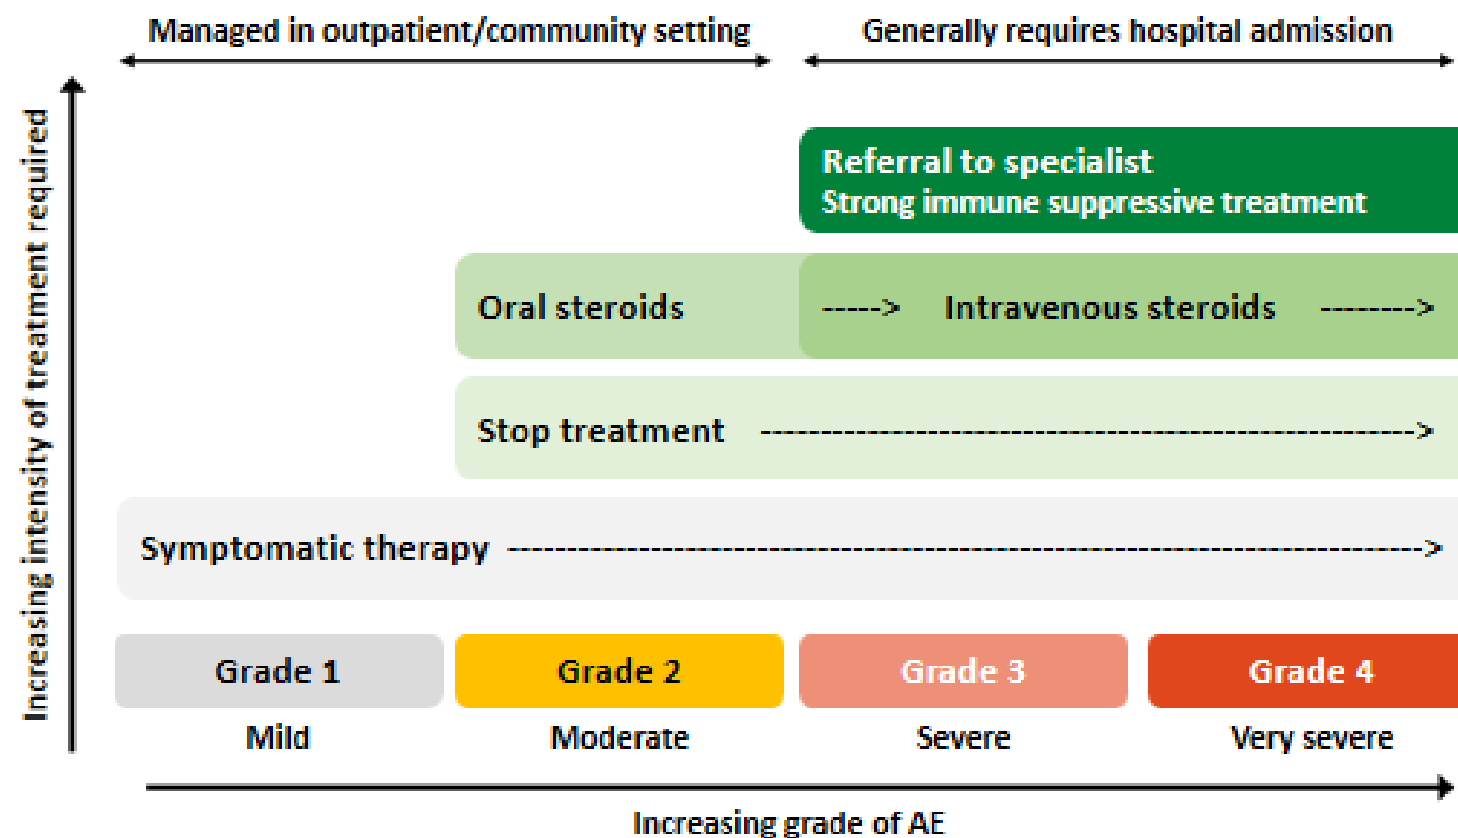 Managed in outpatient/community setting
Generally requires hospital admission
Increasing intensity of treatment required
Referral to specialist
Strong immune suppressive treatment
Oral steroids
-----> Intravenous steroids -------->
Stop treatment ------------------------------------------------------>
Symptomatic therapy ---------------------------------------------------------------------------->
Grade 1
Grade 2
Grade 3
Grade 4
Mild
Moderate
Severe
Very severe
Increasing grade of AE